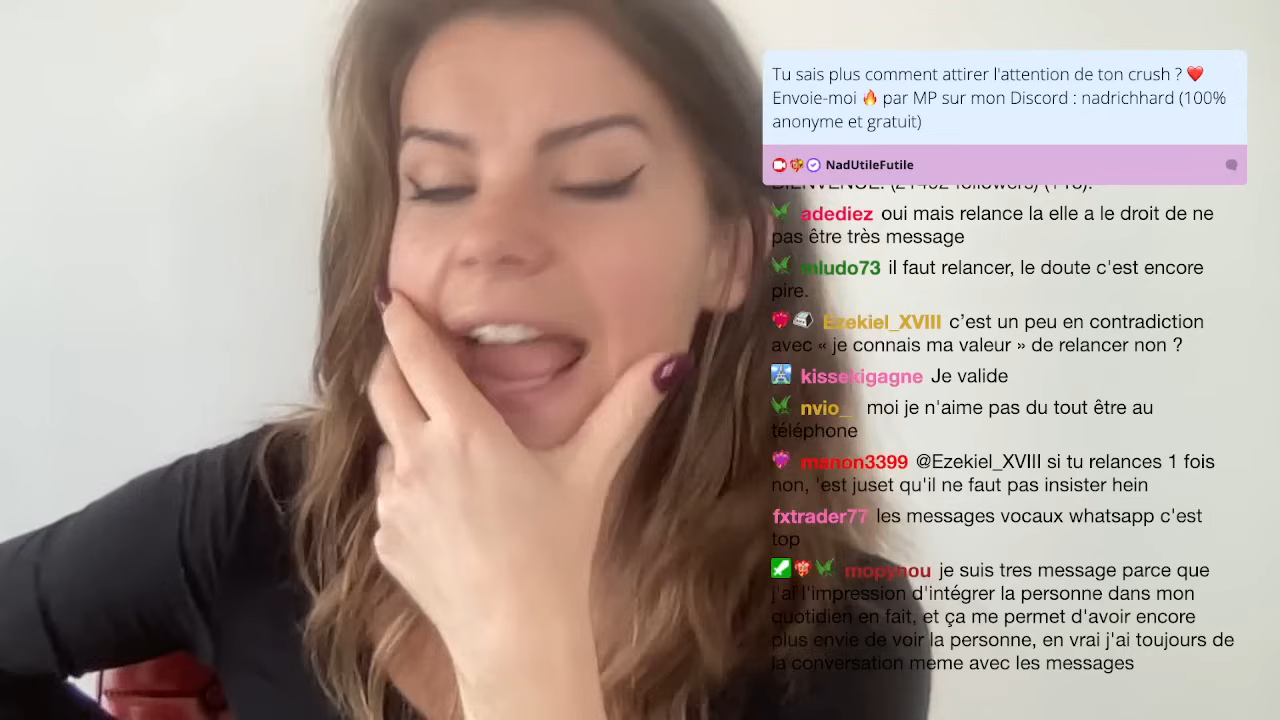 Tu sais plus comment attirer l'attention de ton crush ? ❤️
Envoie-moi 🔥 par MP sur mon Discord : nadrichhard (100%
anonyme et gratuit)
NadUtileFutile
BIENVENUE! (21402 followers)
adediez oui mais relance la elle a le droit de ne
pas être très message
mludo73 il faut relancer, le doute c'est encore
pire.
Ezekiel_XVIII c’est un peu en contradiction
avec « je connais ma valeur » de relancer non ?
kissekigagne Je valide
nvio_ moi je n'aime pas du tout être au
téléphone
manon3399 @Ezekiel_XVIII si tu relances 1 fois
non, 'est juset qu'il ne faut pas insister hein
fxtrader77 les messages vocaux whatsapp c'est
top
mopynou je suis tres message parce que
j'ai l'impression d'intégrer la personne dans mon
quotidien en fait, et ça me permet d'avoir encore
plus envie de voir la personne, en vrai j'ai toujours de
la conversation meme avec les messages